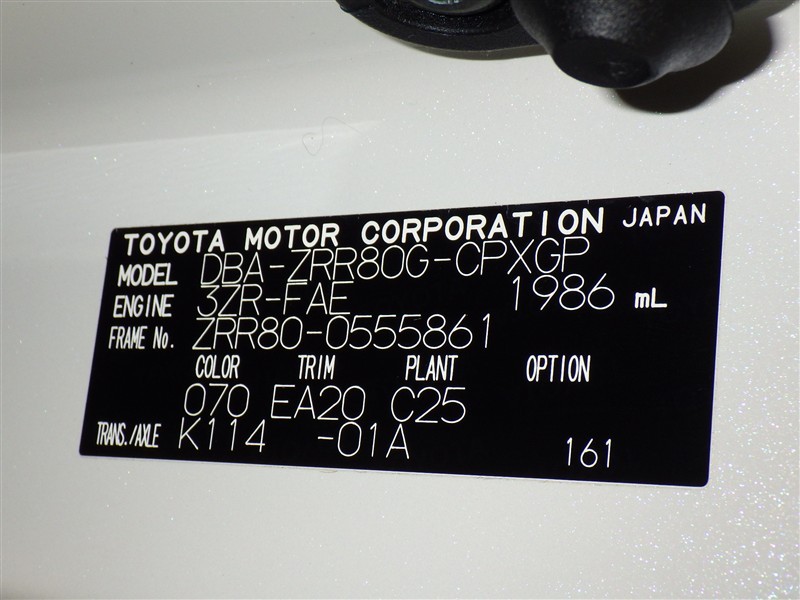 TOYOTA MOTOR CORPORATION JAPAN
MODEL DBA-ZRR80G-CPXGP
ENGINE 3ZR-FAE 1986 mL
FRAME No. ZRR80-0555861
COLOR TRIM PLANT OPTION
070 EA20 C25
TRANS./AXLE K114 -01A 161